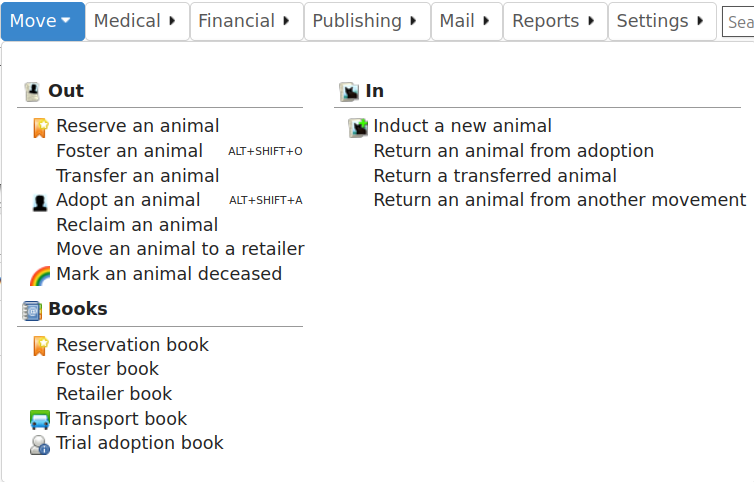 Move Medical Financial Publishing Mail Reports Settings Sea
Out
Reserve an animal
Foster an animal ALT+SHIFT+O
Transfer an animal
Adopt an animal ALT+SHIFT+A
Reclaim an animal
Move an animal to a retailer
Mark an animal deceased
Books
Reservation book
Foster book
Retailer book
Transport book
Trial adoption book
In
Induct a new animal
Return an animal from adoption
Return a transferred animal
Return an animal from another movement